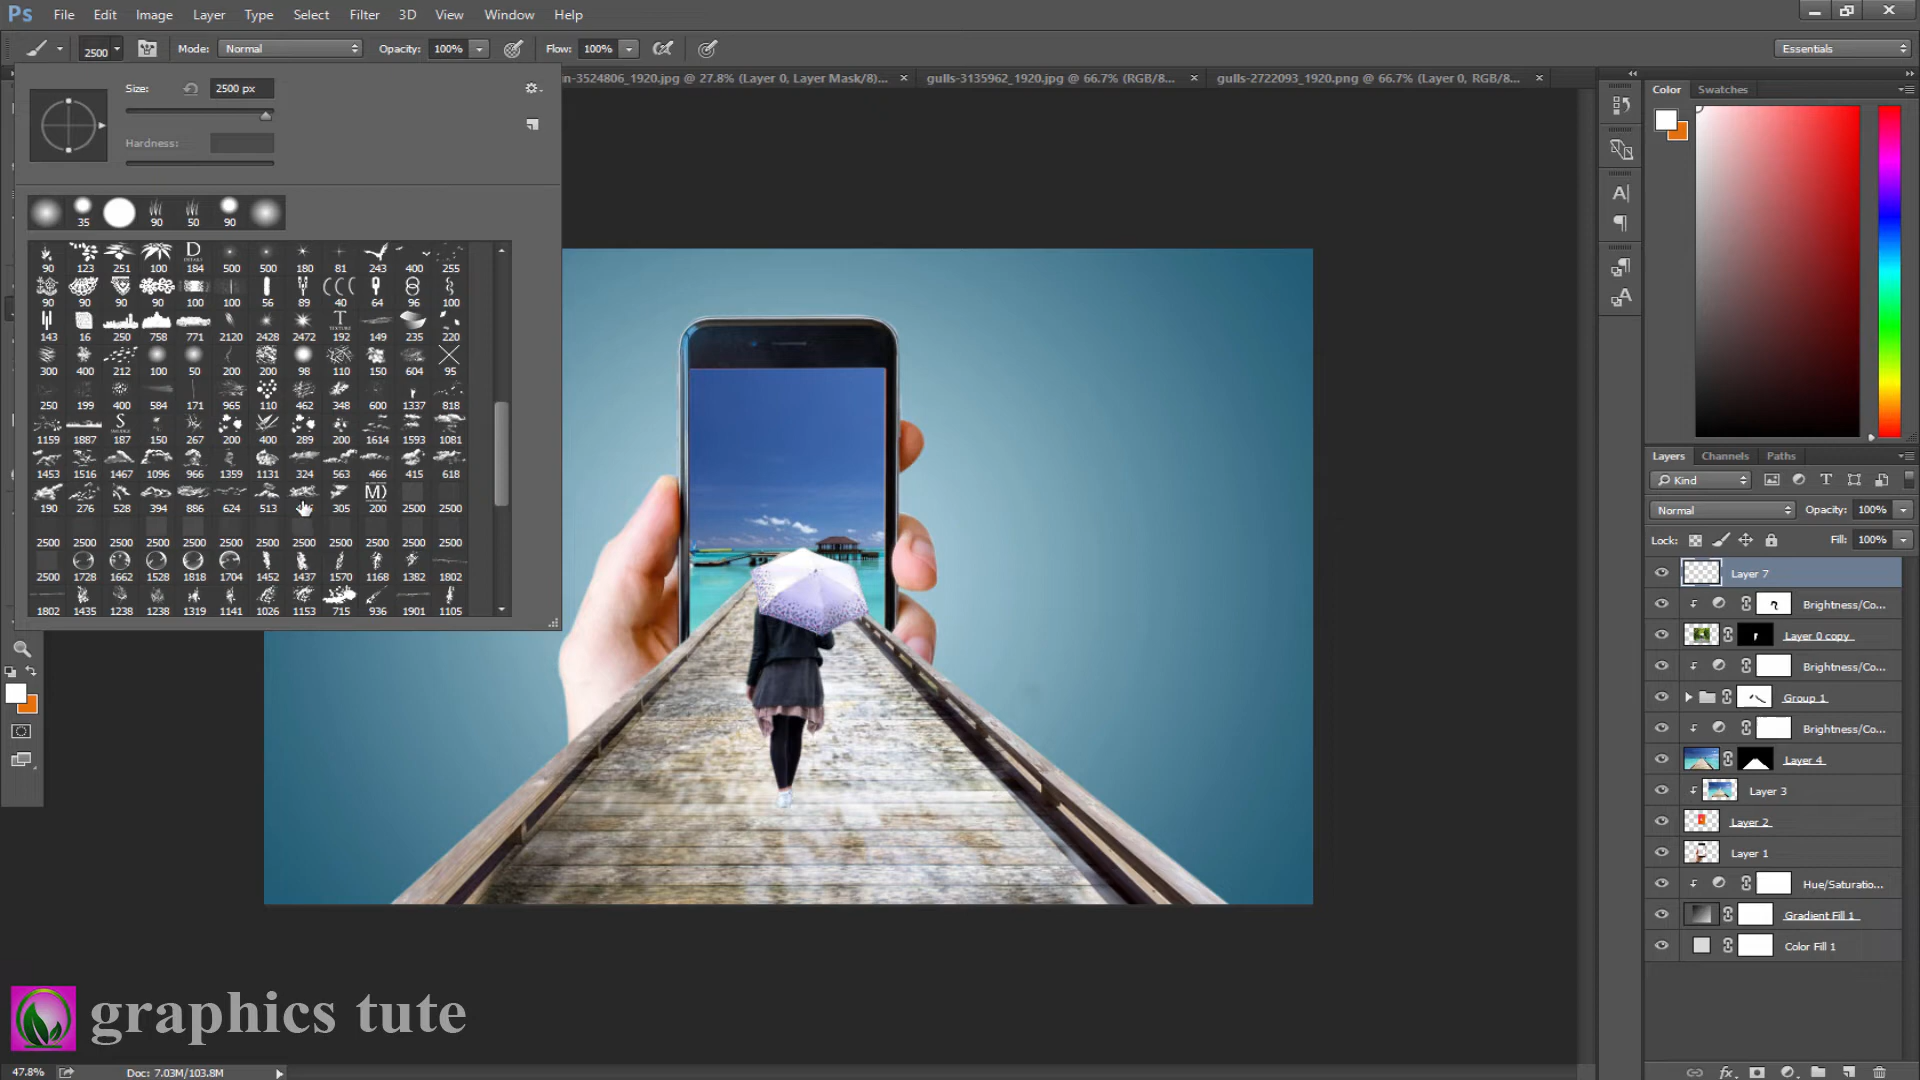 Ps File Edit Image Layer Type Select Filter 3D View Window Help
2500 Mode: Normal Opacity: 100% Flow: 100% Essentials
n-3524806_1920.jpg @ 27.8% (Layer 0, Layer Mask/8)... gulls-3135962_1920.jpg @ 66.7% (RGB/8... gulls-2722093_1920.png @ 66.7% (Layer 0, RGB/8...
Size: 2500 px
Hardness:
35 90 50 90
D
90 123 251 100 184 500 500 180 81 243 400 255
90 90 90 90 100 100 56 89 40 64 96 100
T
143 16 250 758 771 2120 2428 2472 192 149 235 220
300 400 212 100 50 200 200 98 110 150 604 95
250 199 400 584 171 965 110 462 348 600 1337 818
S
1159 1887 187 150 267 200 400 289 200 1614 1593 1081
1453 1516 1467 1096 966 1359 1131 324 563 466 415 618
M)
190 276 528 394 886 624 513 305 200 2500 2500
2500 2500 2500 2500 2500 2500 2500 2500 2500 2500 2500 2500
2500 1728 1662 1528 1818 1704 1452 1437 1570 1168 1382 1802
1802 1435 1238 1238 1319 1141 1026 1153 715 936 1901 1105
Color Swatches
Layers Channels Paths
Kind
Normal Opacity: 100%
Lock: Fill: 100%
Layer 7
Brightness/Co...
Layer 0 copy
Brightness/Co...
Group 1
Brightness/Co...
Layer 4
Layer 3
Layer 2
Layer 1
Hue/Saturatio...
Gradient Fill 1
Color Fill 1
graphics tute
47.8% Doc: 7.03M/103.8M